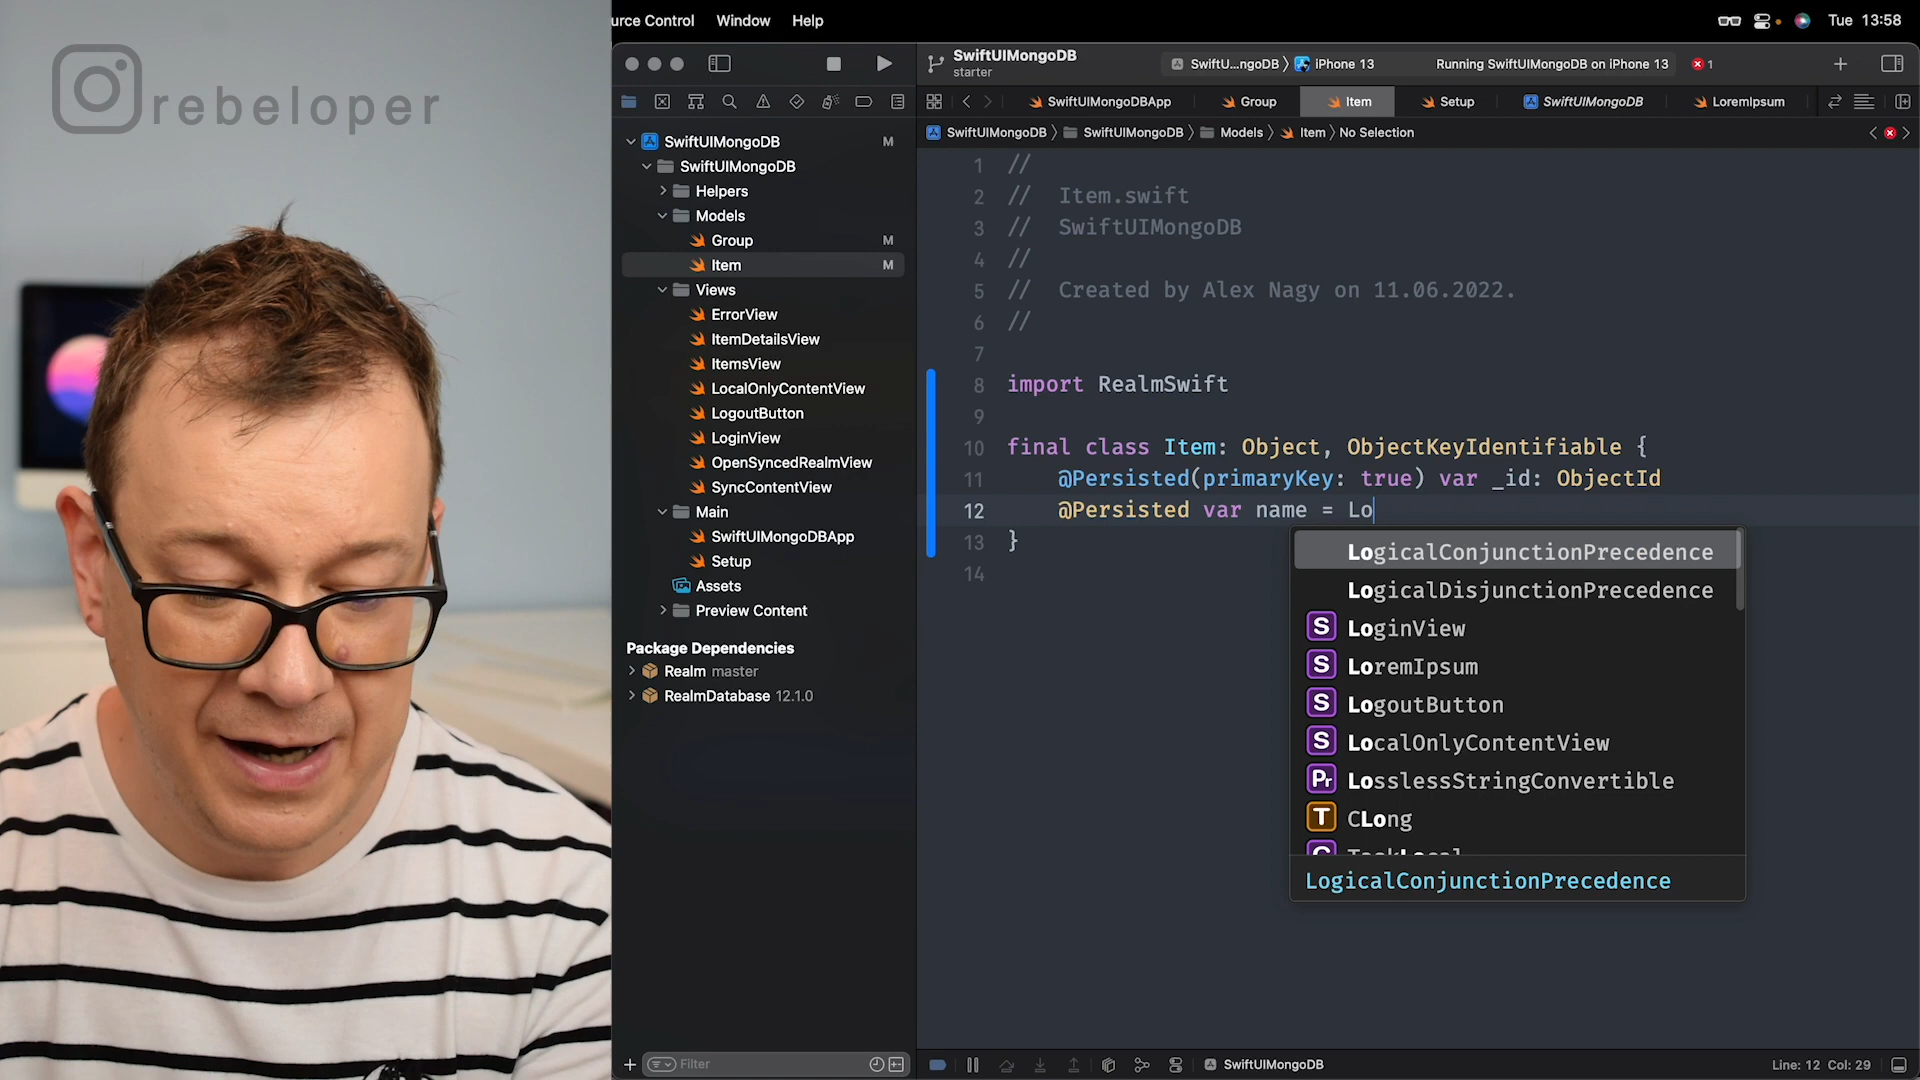 urce Control Window Help
Tue 13:58
rebeloper
SwiftUIMongoDB
starter
SwiftU...ngoDB
iPhone 13
Running SwiftUIMongoDB on iPhone 13
1
SwiftUIMongoDBApp
Group
Item
Setup
SwiftUIMongoDB
LoremIpsum
SwiftUIMongoDB
SwiftUIMongoDB
Models
Item
No Selection
SwiftUIMongoDB M
SwiftUIMongoDB
Helpers
Models
Group M
Item M
Views
ErrorView
ItemDetailsView
ItemsView
LocalOnlyContentView
LogoutButton
LoginView
OpenSyncedRealmView
SyncContentView
Main
SwiftUIMongoDBApp
Setup
Assets
Preview Content
Package Dependencies
Realm master
RealmDatabase 12.1.0
Filter
1 //
2 // Item.swift
3 // SwiftUIMongoDB
4 //
5 // Created by Alex Nagy on 11.06.2022.
6 //
7
8 import RealmSwift
9
10 final class Item: Object, ObjectKeyIdentifiable {
11 @Persisted(primaryKey: true) var _id: ObjectId
12 @Persisted var name = Lo
13 }
14
LogicalConjunctionPrecedence
LogicalDisjunctionPrecedence
S LoginView
S LoremIpsum
S LogoutButton
S LocalOnlyContentView
Pr LosslessStringConvertible
T CLong
C TaskLocal
LogicalConjunctionPrecedence
SwiftUIMongoDB
Line: 12 Col: 29